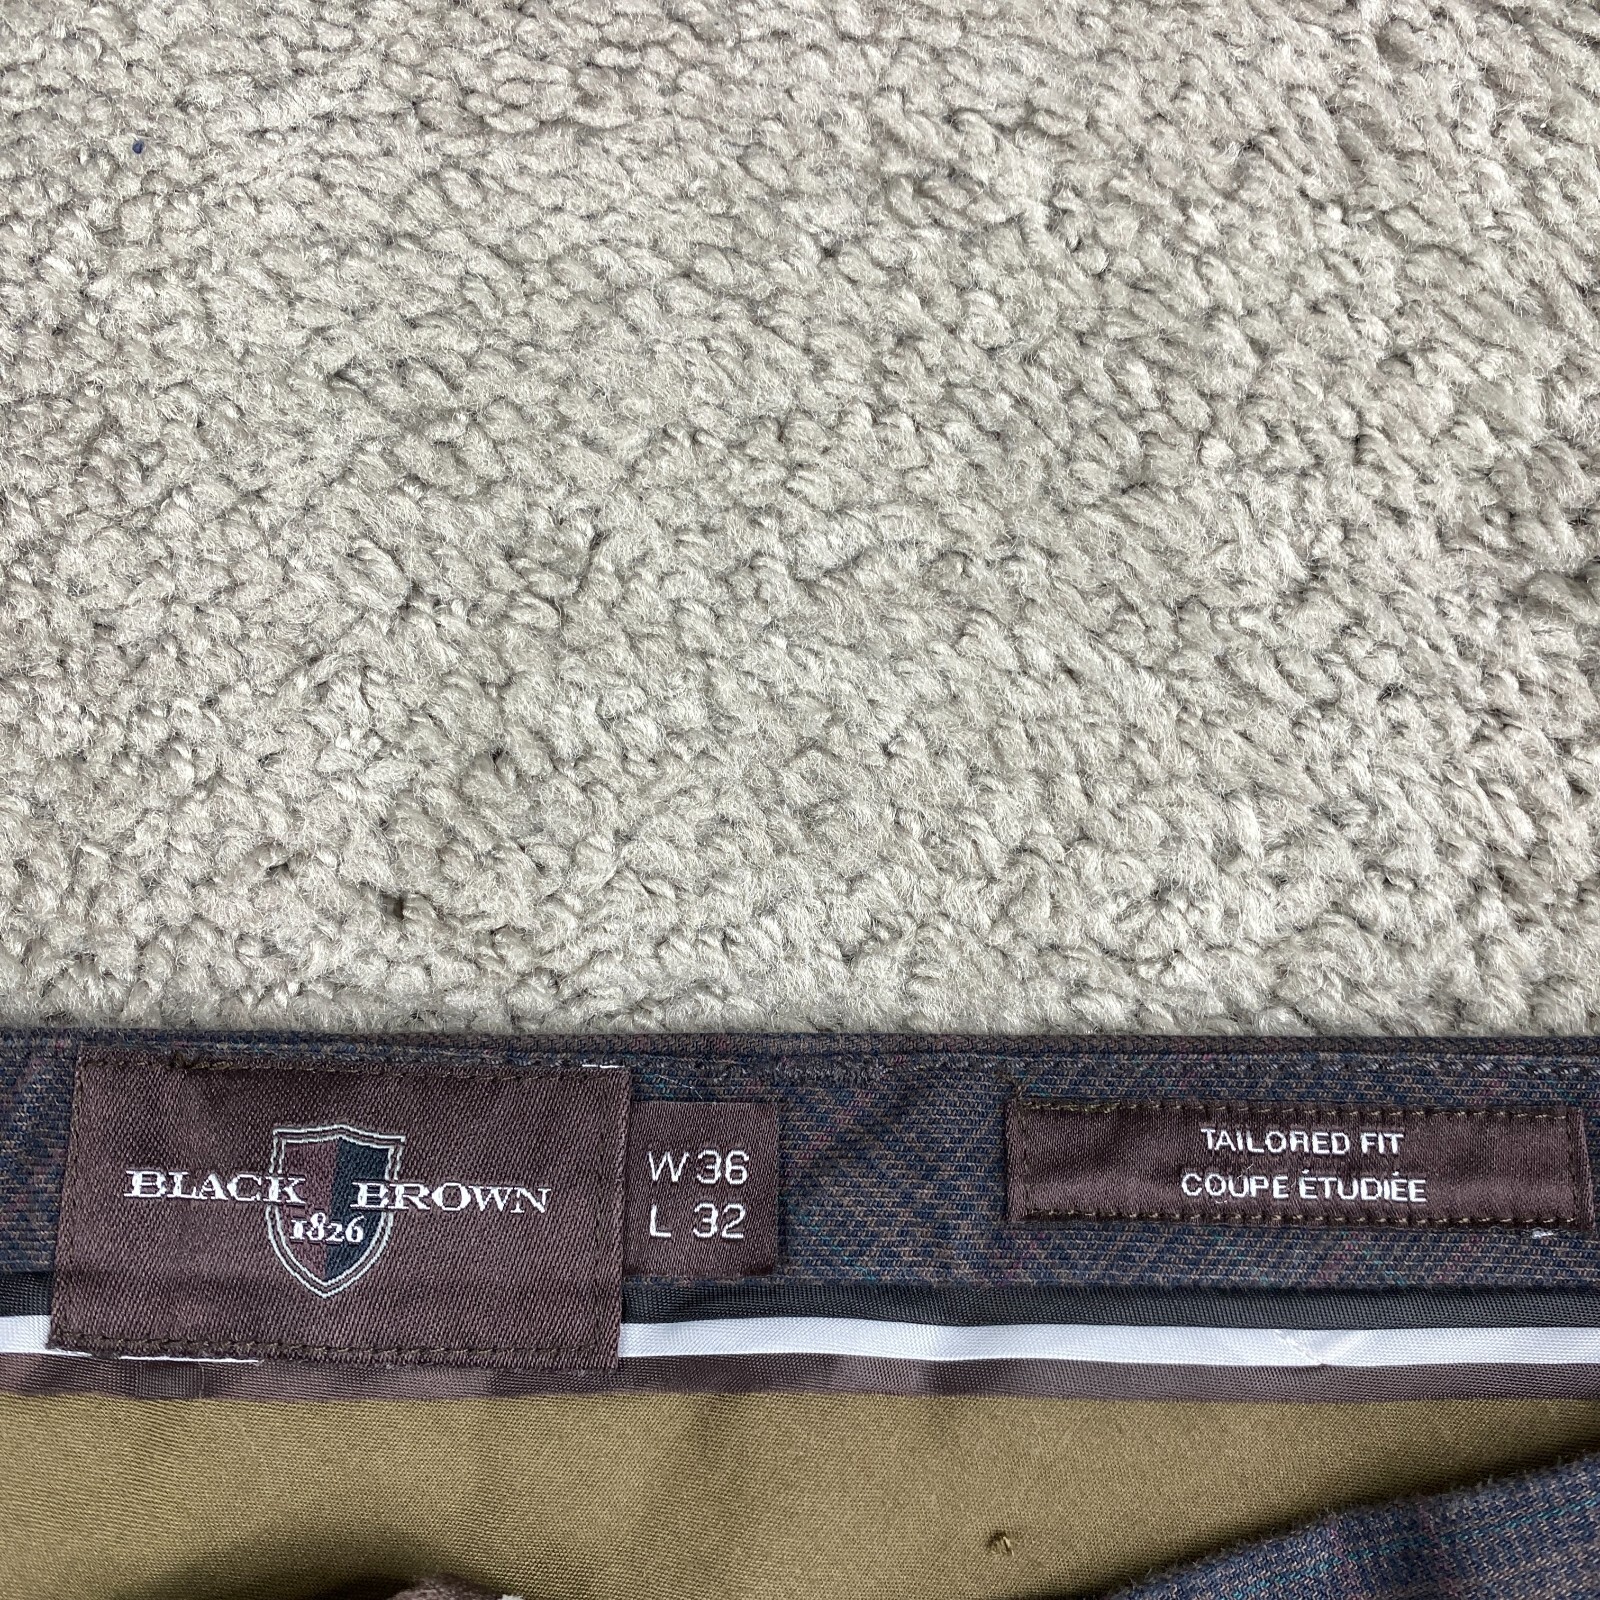 BLACK BROWN
1826
W 36
L 32
TAILORED FIT
COUPE ÉTUDIÉE